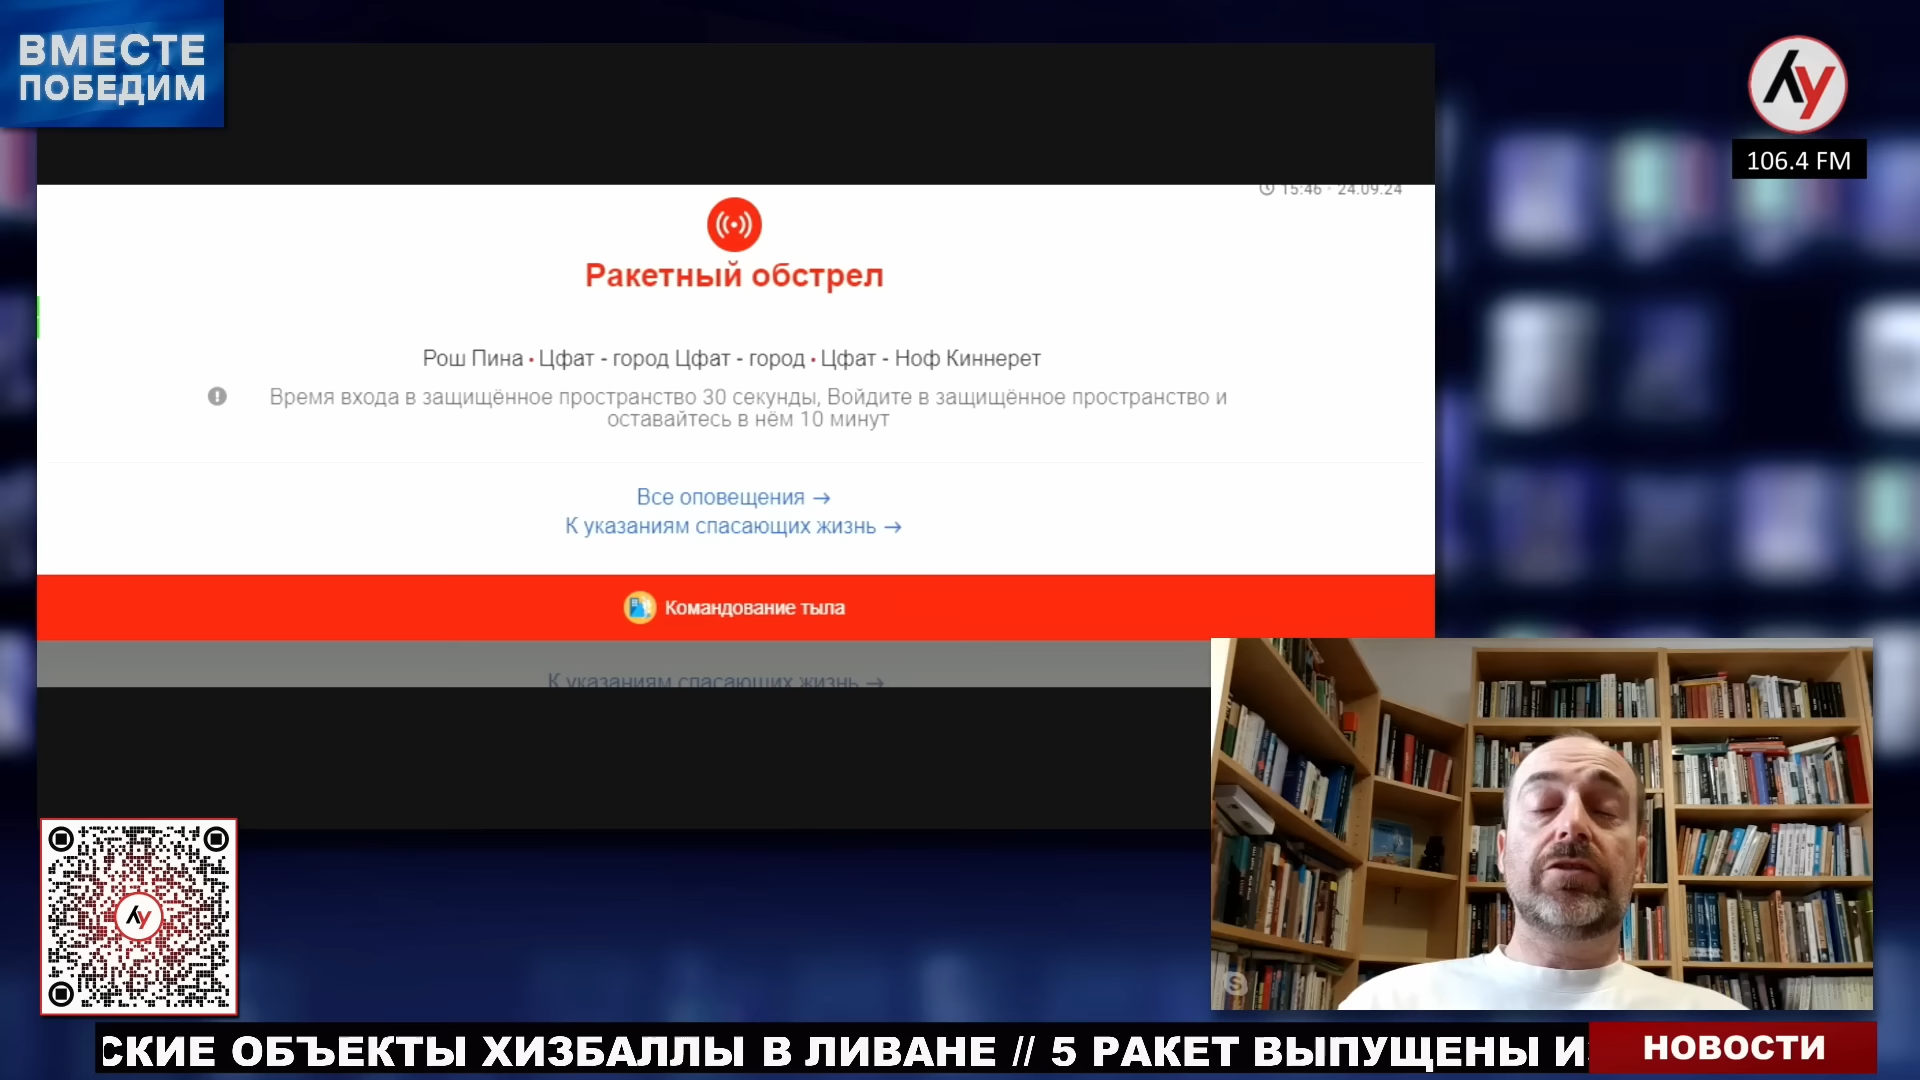 ВМЕСТЕ
ПОБЕДИМ
λy
106.4 FM
15:46 · 24.09.24
Ракетный обстрел
Рош Пина • Цфат - город Цфат - город • Цфат - Ноф Киннерет
Время входа в защищённое пространство 30 секунды, Войдите в защищённое пространство и
оставайтесь в нём 10 минут
Все оповещения →
К указаниям спасающих жизнь →
Командование тыла
К указаниям спасающих жизнь →
СКИЕ ОБЪЕКТЫ ХИЗБАЛЛЫ В ЛИВАНЕ // 5 РАКЕТ ВЫПУЩЕНЫ ИЗ
НОВОСТИ